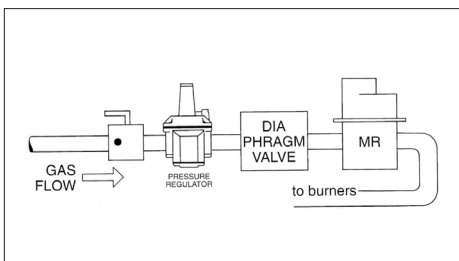 GAS
FLOW
PRESSURE
REGULATOR
DIA
PHRAGM
VALVE
MR
to burners